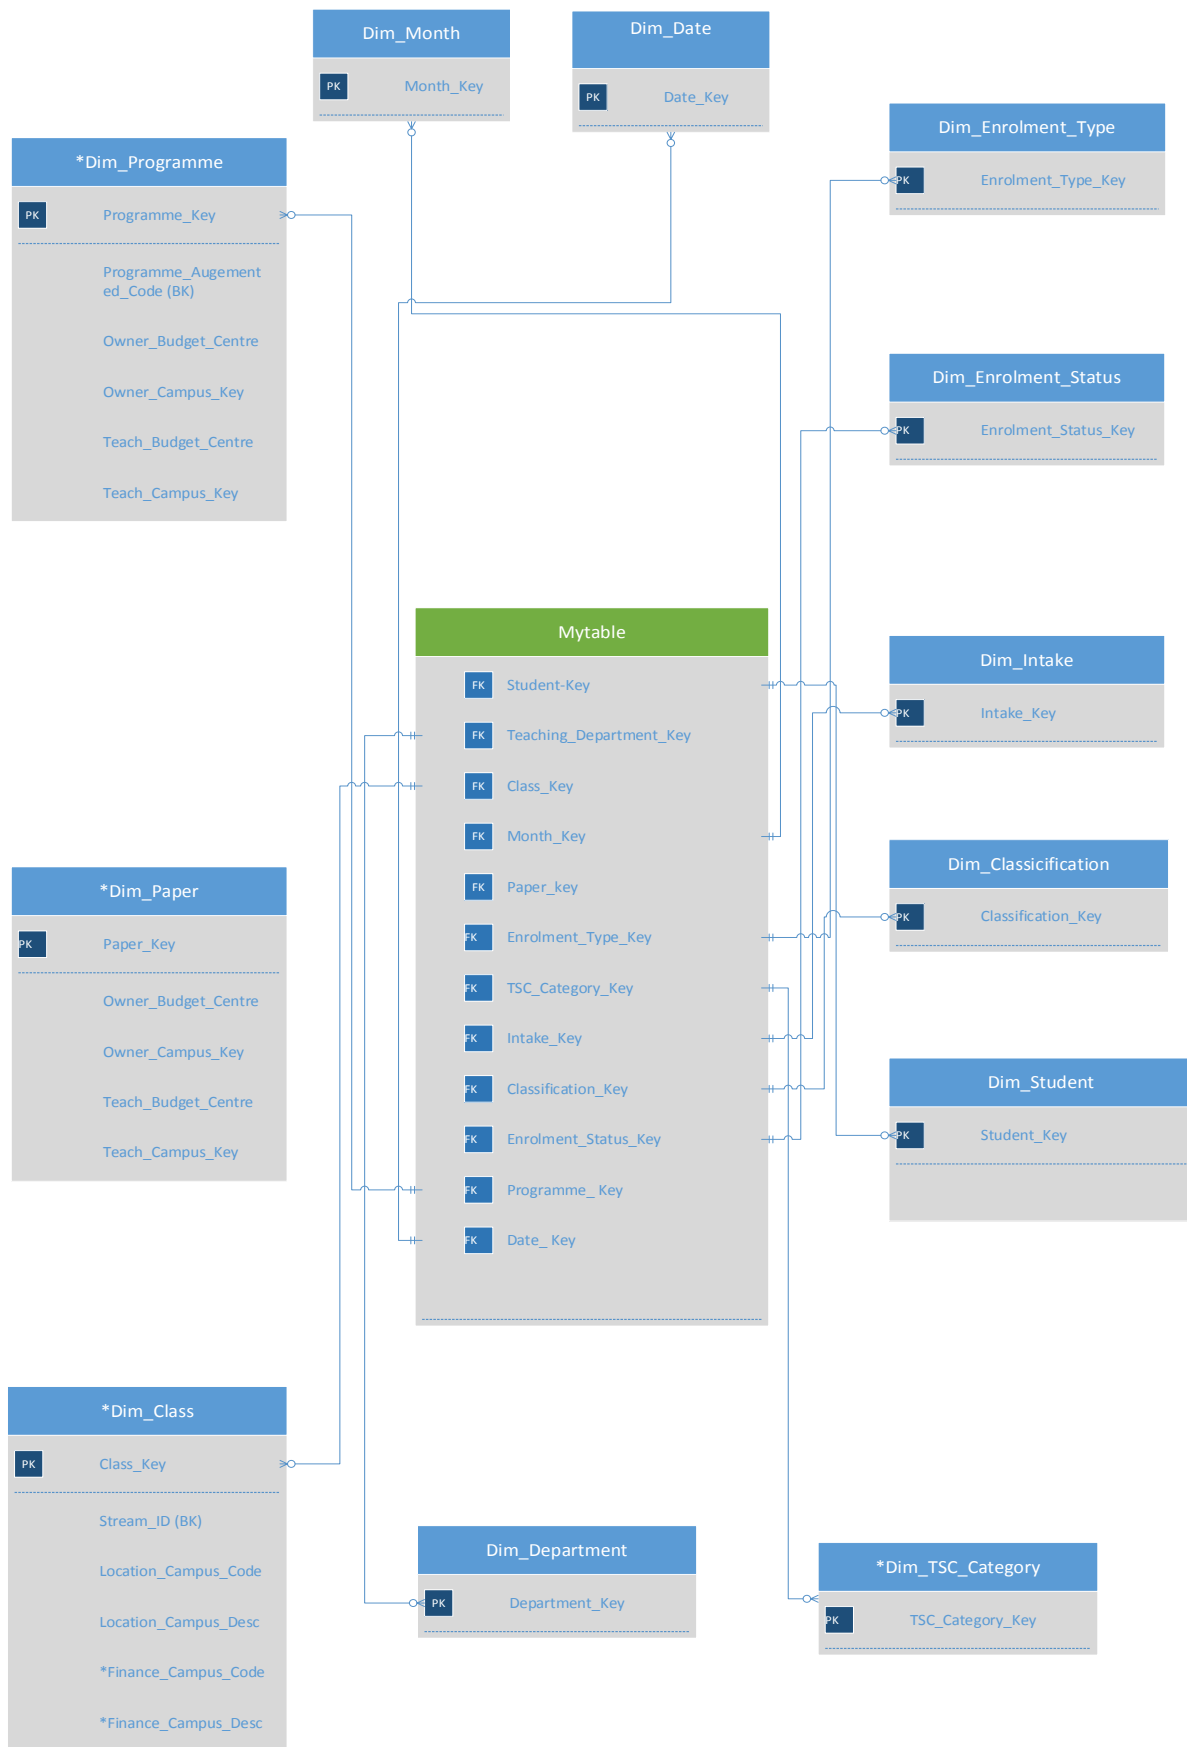 Dim_Month
PK Month_Key
Dim_Date
PK Date_Key
Dim_Enrolment_Type
PK Enrolment_Type_Key
*Dim_Programme
PK Programme_Key
Programme_Augement
ed_Code (BK)
Owner_Budget_Centre
Owner_Campus_Key
Teach_Budget_Centre
Teach_Campus_Key
Dim_Enrolment_Status
PK Enrolment_Status_Key
Mytable
FK Student-Key
FK Teaching_Department_Key
FK Class_Key
FK Month_Key
FK Paper_key
FK Enrolment_Type_Key
FK TSC_Category_Key
FK Intake_Key
FK Classification_Key
FK Enrolment_Status_Key
FK Programme_ Key
FK Date_ Key
Dim_Intake
PK Intake_Key
Dim_Classicification
PK Classification_Key
*Dim_Paper
PK Paper_Key
Owner_Budget_Centre
Owner_Campus_Key
Teach_Budget_Centre
Teach_Campus_Key
Dim_Student
PK Student_Key
*Dim_Class
PK Class_Key
Stream_ID (BK)
Location_Campus_Code
Location_Campus_Desc
*Finance_Campus_Code
*Finance_Campus_Desc
Dim_Department
PK Department_Key
*Dim_TSC_Category
PK TSC_Category_Key